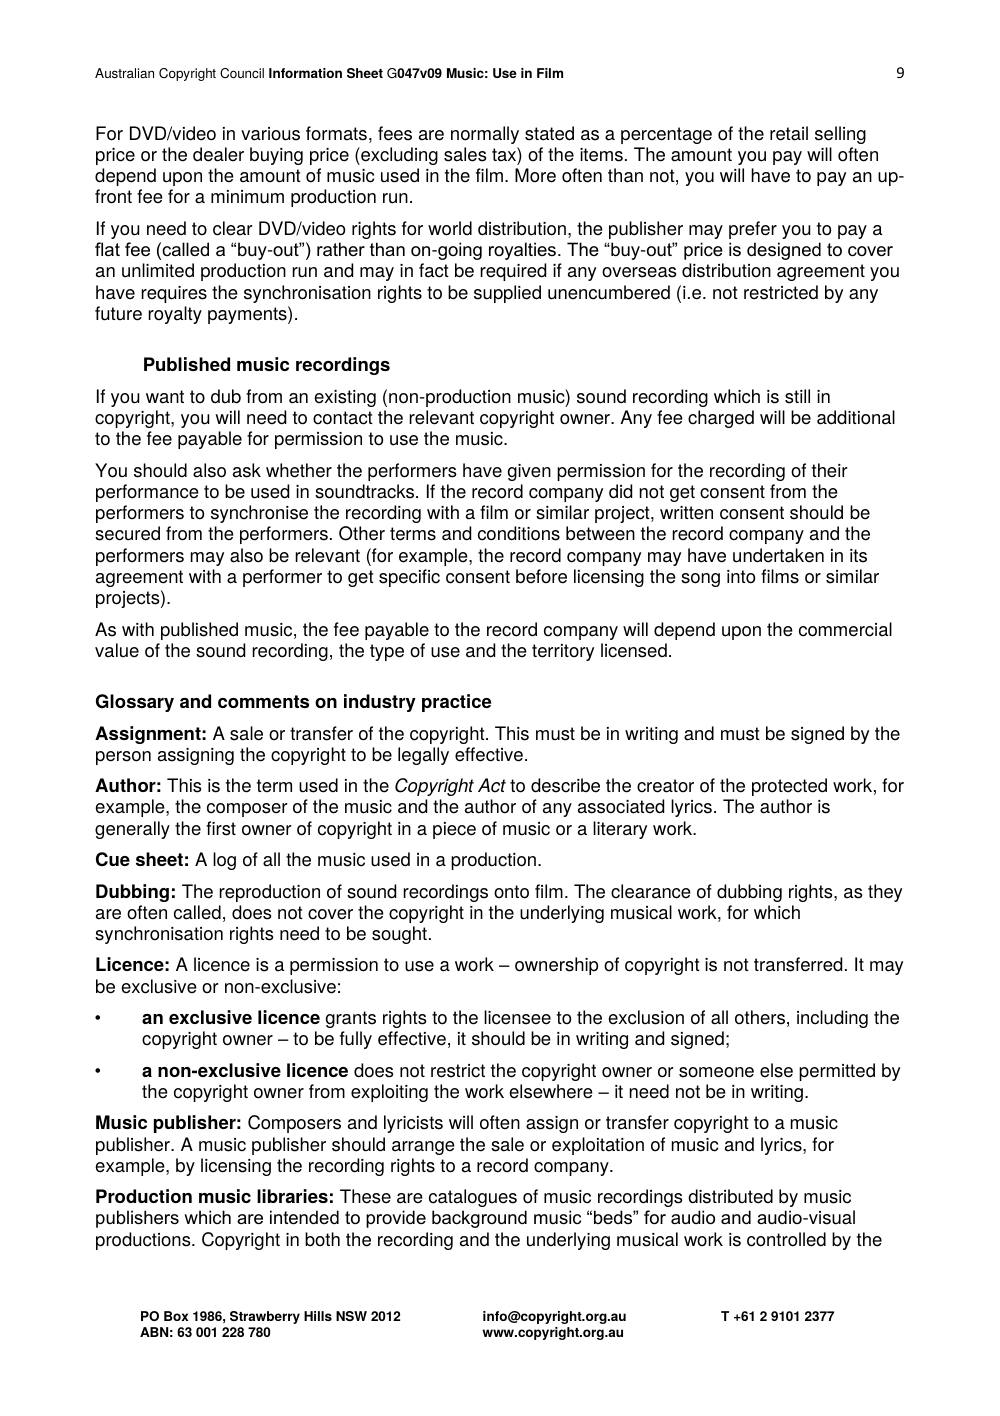 Australian Copyright Council Information Sheet G047v09 Music: Use in Film 9
For DVD/video in various formats, fees are normally stated as a percentage of the retail selling
price or the dealer buying price (excluding sales tax) of the items. The amount you pay will often
depend upon the amount of music used in the film. More often than not, you will have to pay an up-
front fee for a minimum production run.
If you need to clear DVD/video rights for world distribution, the publisher may prefer you to pay a
flat fee (called a “buy-out”) rather than on-going royalties. The “buy-out” price is designed to cover
an unlimited production run and may in fact be required if any overseas distribution agreement you
have requires the synchronisation rights to be supplied unencumbered (i.e. not restricted by any
future royalty payments).
Published music recordings
If you want to dub from an existing (non-production music) sound recording which is still in
copyright, you will need to contact the relevant copyright owner. Any fee charged will be additional
to the fee payable for permission to use the music.
You should also ask whether the performers have given permission for the recording of their
performance to be used in soundtracks. If the record company did not get consent from the
performers to synchronise the recording with a film or similar project, written consent should be
secured from the performers. Other terms and conditions between the record company and the
performers may also be relevant (for example, the record company may have undertaken in its
agreement with a performer to get specific consent before licensing the song into films or similar
projects).
As with published music, the fee payable to the record company will depend upon the commercial
value of the sound recording, the type of use and the territory licensed.
Glossary and comments on industry practice
Assignment: A sale or transfer of the copyright. This must be in writing and must be signed by the
person assigning the copyright to be legally effective.
Author: This is the term used in the Copyright Act to describe the creator of the protected work, for
example, the composer of the music and the author of any associated lyrics. The author is
generally the first owner of copyright in a piece of music or a literary work.
Cue sheet: A log of all the music used in a production.
Dubbing: The reproduction of sound recordings onto film. The clearance of dubbing rights, as they
are often called, does not cover the copyright in the underlying musical work, for which
synchronisation rights need to be sought.
Licence: A licence is a permission to use a work – ownership of copyright is not transferred. It may
be exclusive or non-exclusive:
• an exclusive licence grants rights to the licensee to the exclusion of all others, including the
copyright owner – to be fully effective, it should be in writing and signed;
• a non-exclusive licence does not restrict the copyright owner or someone else permitted by
the copyright owner from exploiting the work elsewhere – it need not be in writing.
Music publisher: Composers and lyricists will often assign or transfer copyright to a music
publisher. A music publisher should arrange the sale or exploitation of music and lyrics, for
example, by licensing the recording rights to a record company.
Production music libraries: These are catalogues of music recordings distributed by music
publishers which are intended to provide background music “beds” for audio and audio-visual
productions. Copyright in both the recording and the underlying musical work is controlled by the
PO Box 1986, Strawberry Hills NSW 2012 info@copyright.org.au T +61 2 9101 2377
ABN: 63 001 228 780 www.copyright.org.au